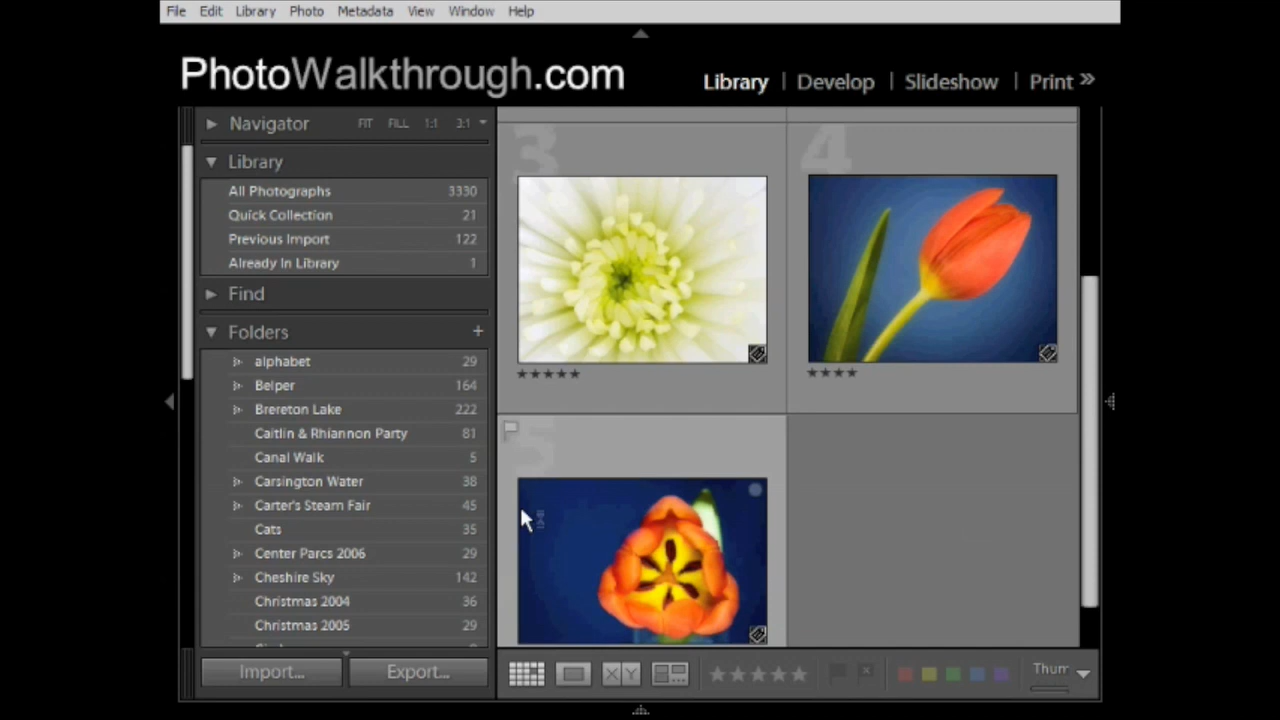 File Edit Library Photo Metadata View Window Help
PhotoWalkthrough.com
Library | Develop | Slideshow | Print »
Navigator FIT FILL 1:1 3:1
Library
All Photographs 3330
Quick Collection 21
Previous Import 122
Already In Library 1
Find
Folders +
alphabet 29
Belper 164
Brereton Lake 222
Caitlin & Rhiannon Party 81
Canal Walk 5
Carsington Water 38
Carter's Steam Fair 45
Cats 35
Center Parcs 2006 29
Cheshire Sky 142
Christmas 2004 36
Christmas 2005 29
Import... Export...
3
4
5
X Y
Thum